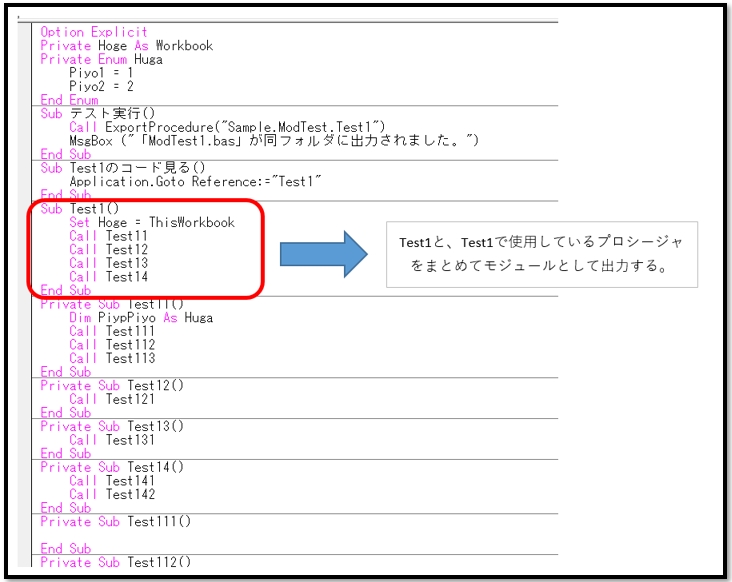 Option Explicit
Private Hoge As Workbook
Private Enum Huga
    Piyo1 = 1
    Piyo2 = 2
End Enum
Sub テスト実行()
    Call ExportProcedure("Sample.ModTest.Test1")
    MsgBox ("「ModTest1.bas」が同フォルダに出力されました。")
End Sub
Sub Test1のコード見る()
    Application.Goto Reference:="Test1"
End Sub
Sub Test1()
    Set Hoge = ThisWorkbook
    Call Test11
    Call Test12
    Call Test13
    Call Test14
End Sub
Test1と、Test1で使用しているプロシージャ
をまとめてモジュールとして出力する。
Private Sub Test11()
    Dim PiypPiyo As Huga
    Call Test111
    Call Test112
    Call Test113
End Sub
Private Sub Test12()
    Call Test121
End Sub
Private Sub Test13()
    Call Test131
End Sub
Private Sub Test14()
    Call Test141
    Call Test142
End Sub
Private Sub Test111()
End Sub
Private Sub Test112()